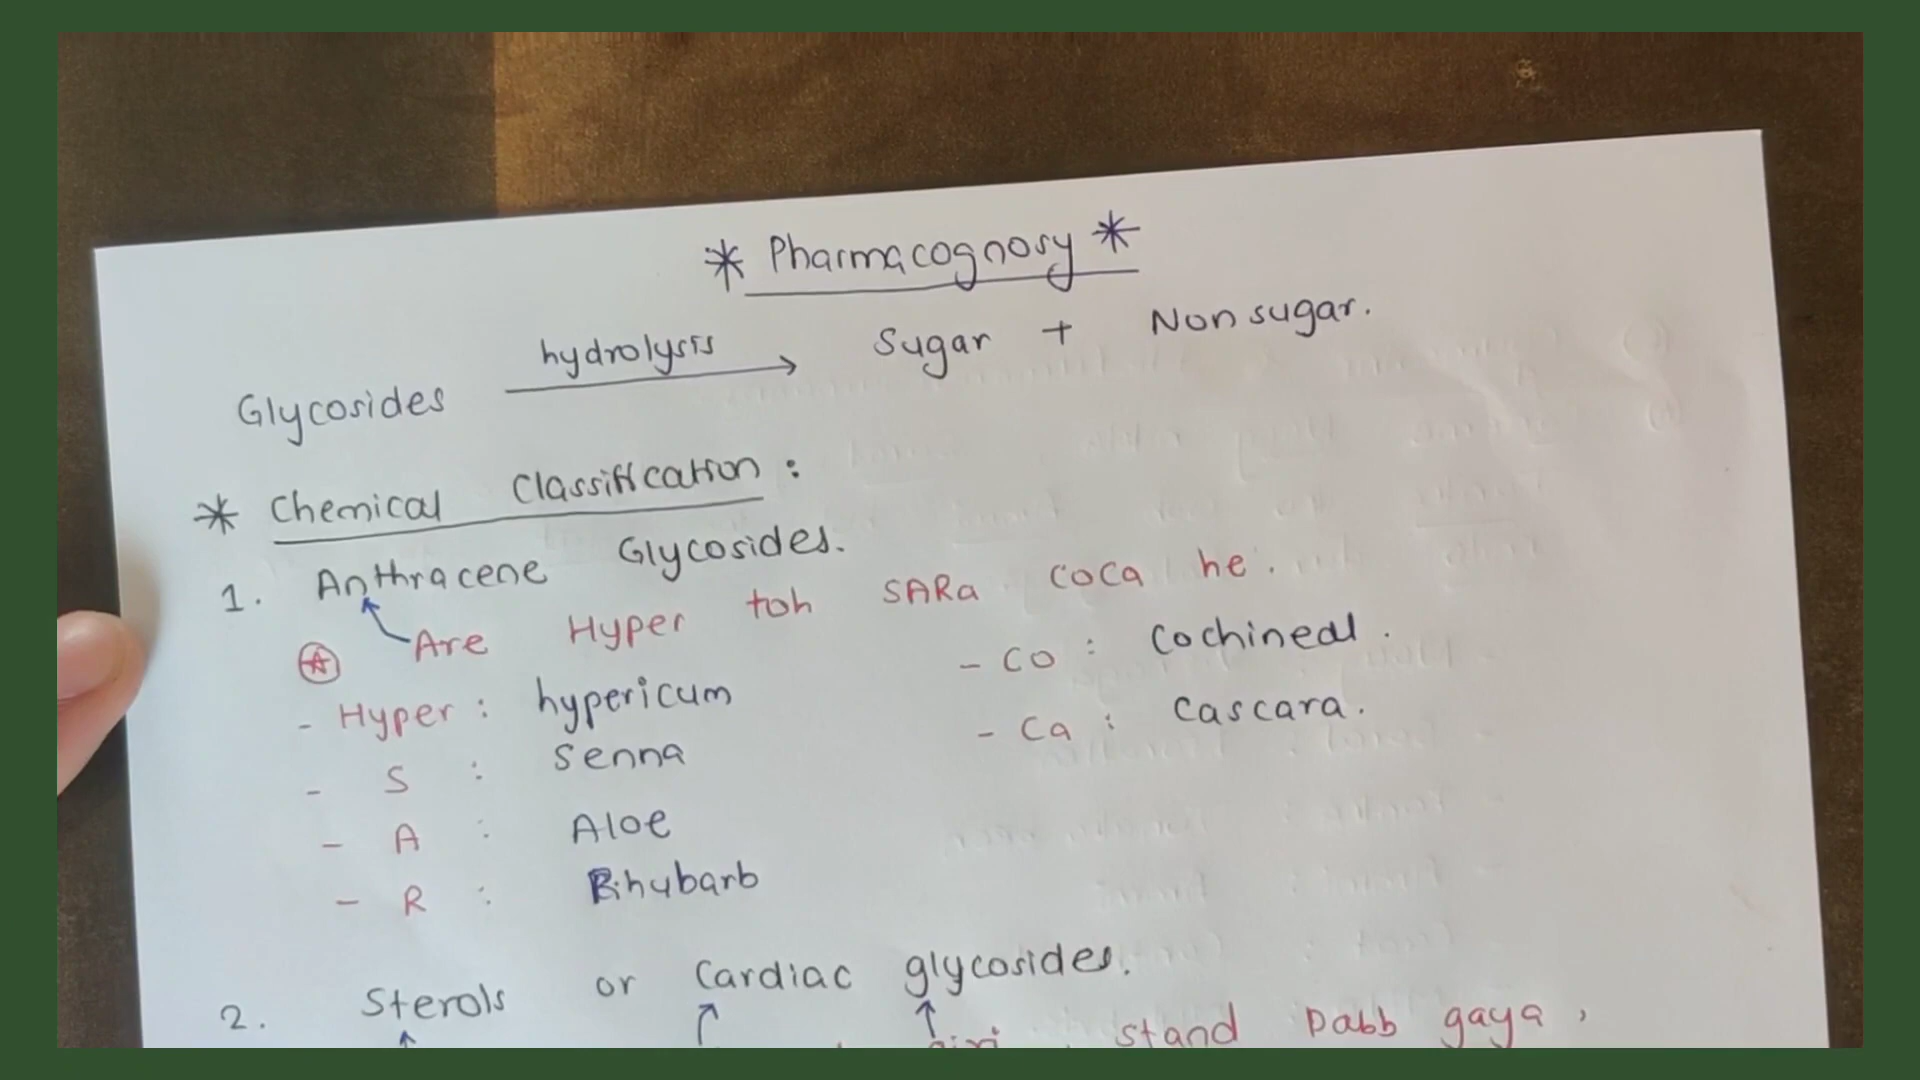 * Pharmacognosy *
Glycosides hydrolysis → Sugar + Non sugar.
* Chemical Classification :
1. Anthracene Glycosides.
Are Hyper toh SARa coca he.
- Hyper : hypericum
- S : Senna
- A : Aloe
- R : Rhubarb
- Co : Cochineal.
- Ca : Cascara.
2. Sterols or Cardiac glycosides.
stand pabb gaya,